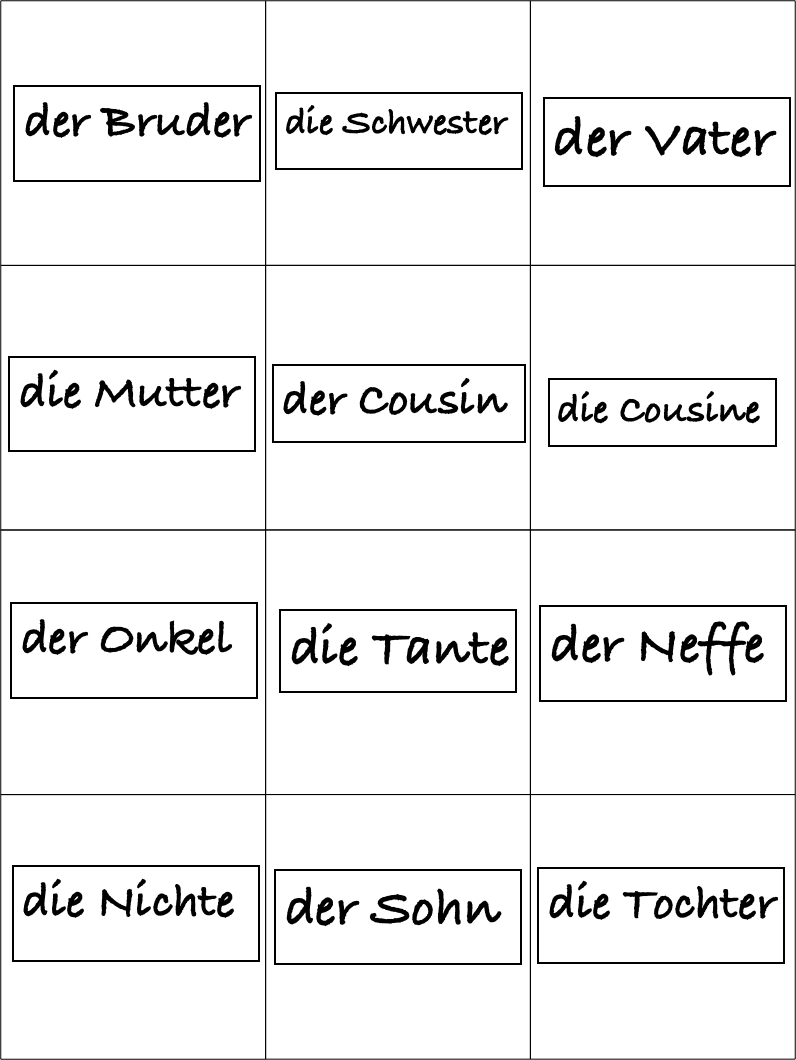 der Bruder
die Schwester
der Vater
die Mutter
der Cousin
die Cousine
der Onkel
die Tante
der Neffe
die Nichte
der Sohn
die Tochter